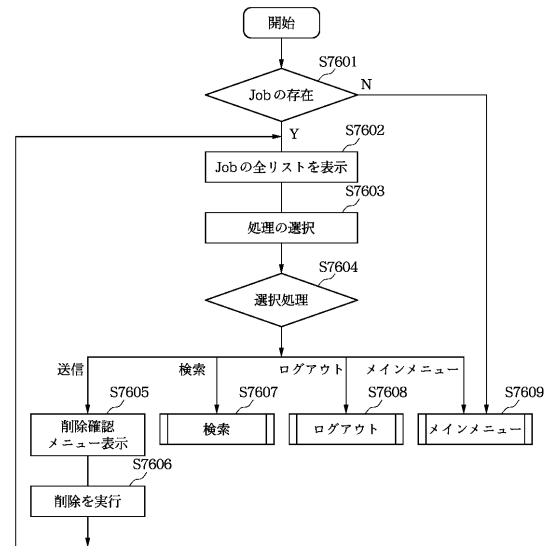 開始
S7601
Jobの存在
N
Y
S7602
Jobの全リストを表示
S7603
処理の選択
S7604
選択処理
送信
検索
ログアウト
メインメニュー
S7605
削除確認
メニュー表示
S7607
検索
S7608
ログアウト
S7609
メインメニュー
S7606
削除を実行